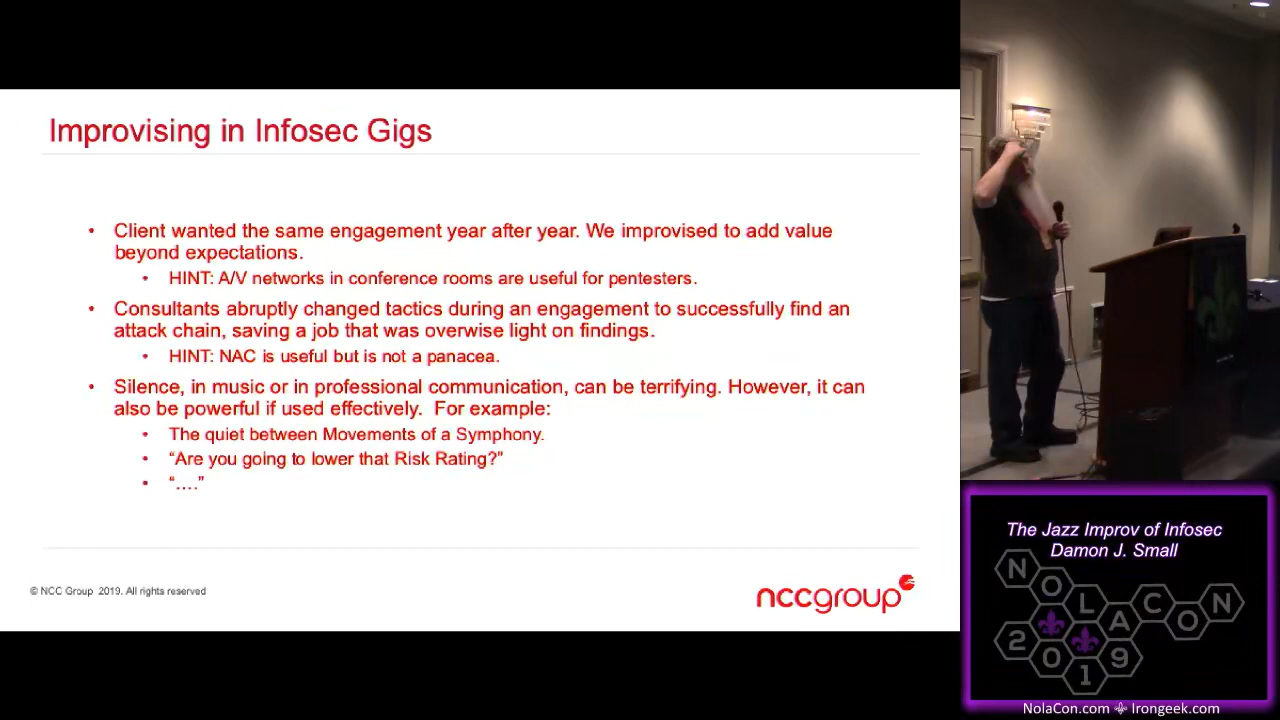 Improvising in Infosec Gigs
• Client wanted the same engagement year after year. We improvised to add value
beyond expectations.
• HINT: A/V networks in conference rooms are useful for pentesters.
• Consultants abruptly changed tactics during an engagement to successfully find an
attack chain, saving a job that was overwise light on findings.
• HINT: NAC is useful but is not a panacea.
• Silence, in music or in professional communication, can be terrifying. However, it can
also be powerful if used effectively. For example:
• The quiet between Movements of a Symphony.
• “Are you going to lower that Risk Rating?”
• “….”
© NCC Group 2019. All rights reserved
nccgroup
The Jazz Improv of Infosec
Damon J. Small
NOLACON
2019
NolaCon.com Irongeek.com